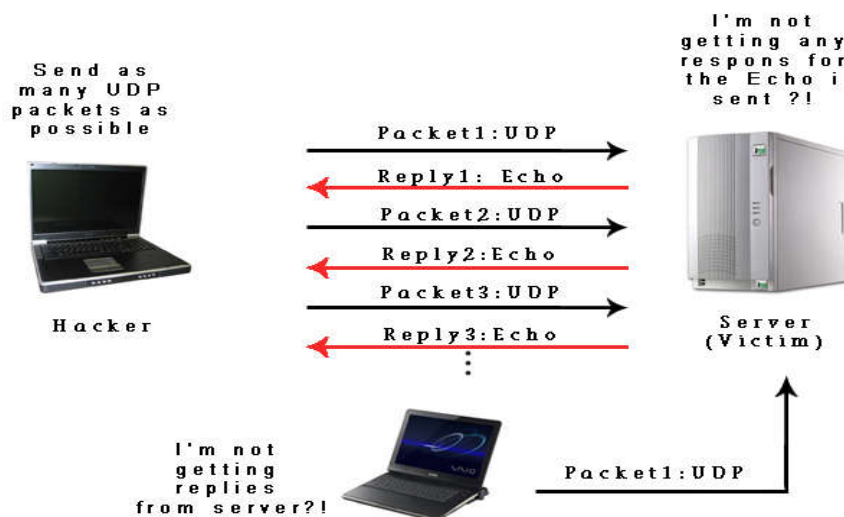 Send as
many UDP
packets as
possible
Hacker
Packet1:UDP
Reply1: Echo
Packet2:UDP
Reply2:Echo
Packet3:UDP
Reply3:Echo
I'm not
getting any
respons for
the Echo i
sent ?!
Server
(Victim)
I'm not
getting
replies
from server?!
Packet1:UDP